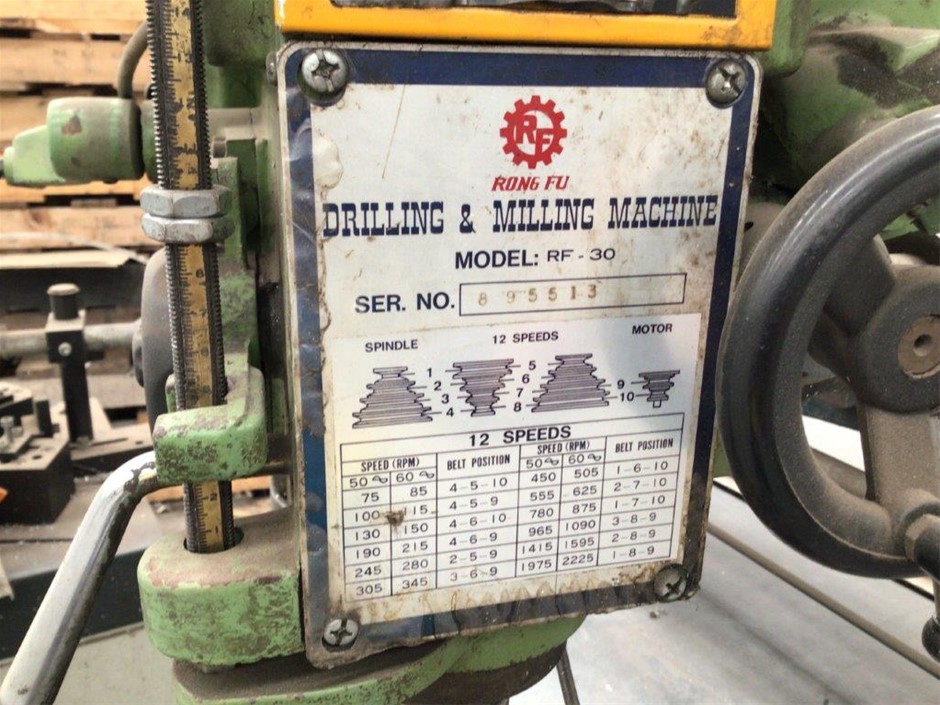 RF
RONG FU
DRILLING & MILLING MACHINE
MODEL: RF-30
SER. NO. 895513
SPINDLE 12 SPEEDS MOTOR
1 5
2 6 9
3 7 10
4 8
12 SPEEDS
SPEED (RPM) BELT POSITION SPEED (RPM) BELT POSITION
50∿ 60∿ 50∿ 60∿
75 85 4-5-10 450 505 1-6-10
100 115 4-5-9 555 625 2-7-10
130 150 4-6-10 780 875 1-7-10
190 215 4-6-9 965 1090 3-8-9
245 280 2-5-9 1415 1595 2-8-9
305 345 3-6-9 1975 2225 1-8-9